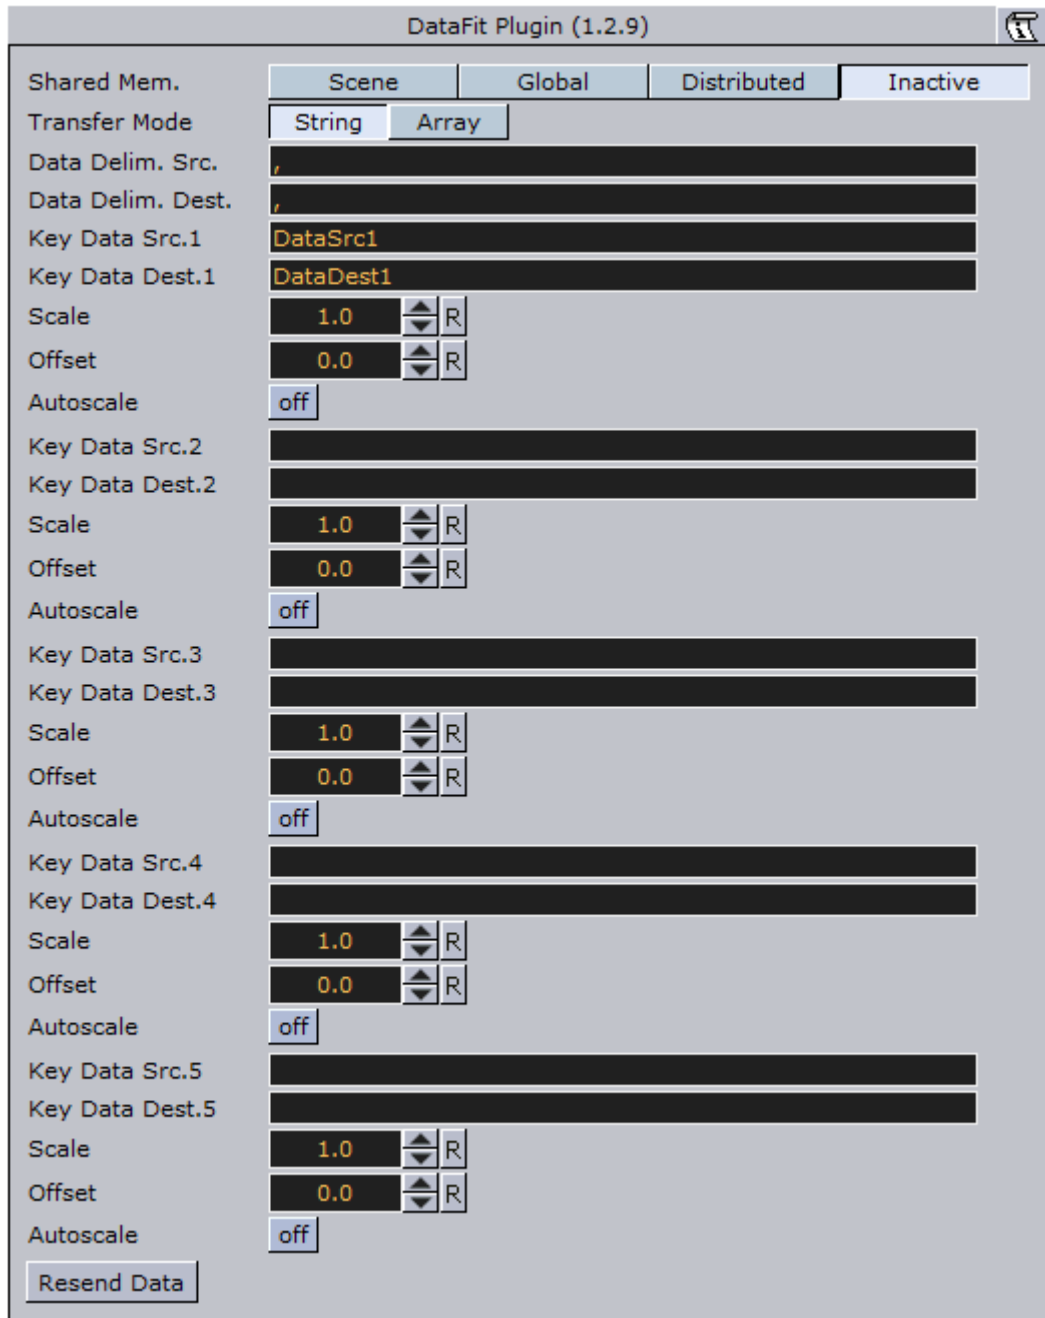 DataFit Plugin (1.2.9)
Shared Mem. Scene Global Distributed Inactive
Transfer Mode String Array
Data Delim. Src. ,
Data Delim. Dest. ,
Key Data Src.1 DataSrc1
Key Data Dest.1 DataDest1
Scale 1.0 R
Offset 0.0 R
Autoscale off
Key Data Src.2
Key Data Dest.2
Scale 1.0 R
Offset 0.0 R
Autoscale off
Key Data Src.3
Key Data Dest.3
Scale 1.0 R
Offset 0.0 R
Autoscale off
Key Data Src.4
Key Data Dest.4
Scale 1.0 R
Offset 0.0 R
Autoscale off
Key Data Src.5
Key Data Dest.5
Scale 1.0 R
Offset 0.0 R
Autoscale off
Resend Data